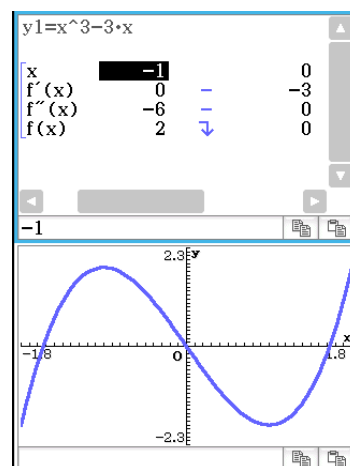 y1=x^3−3·x
x −1 0
f′(x) 0 − −3
f″(x) −6 − 0
f(x) 2 ↴ 0
−1
2.3 y
x
−1.8 O 1.8
−2.3